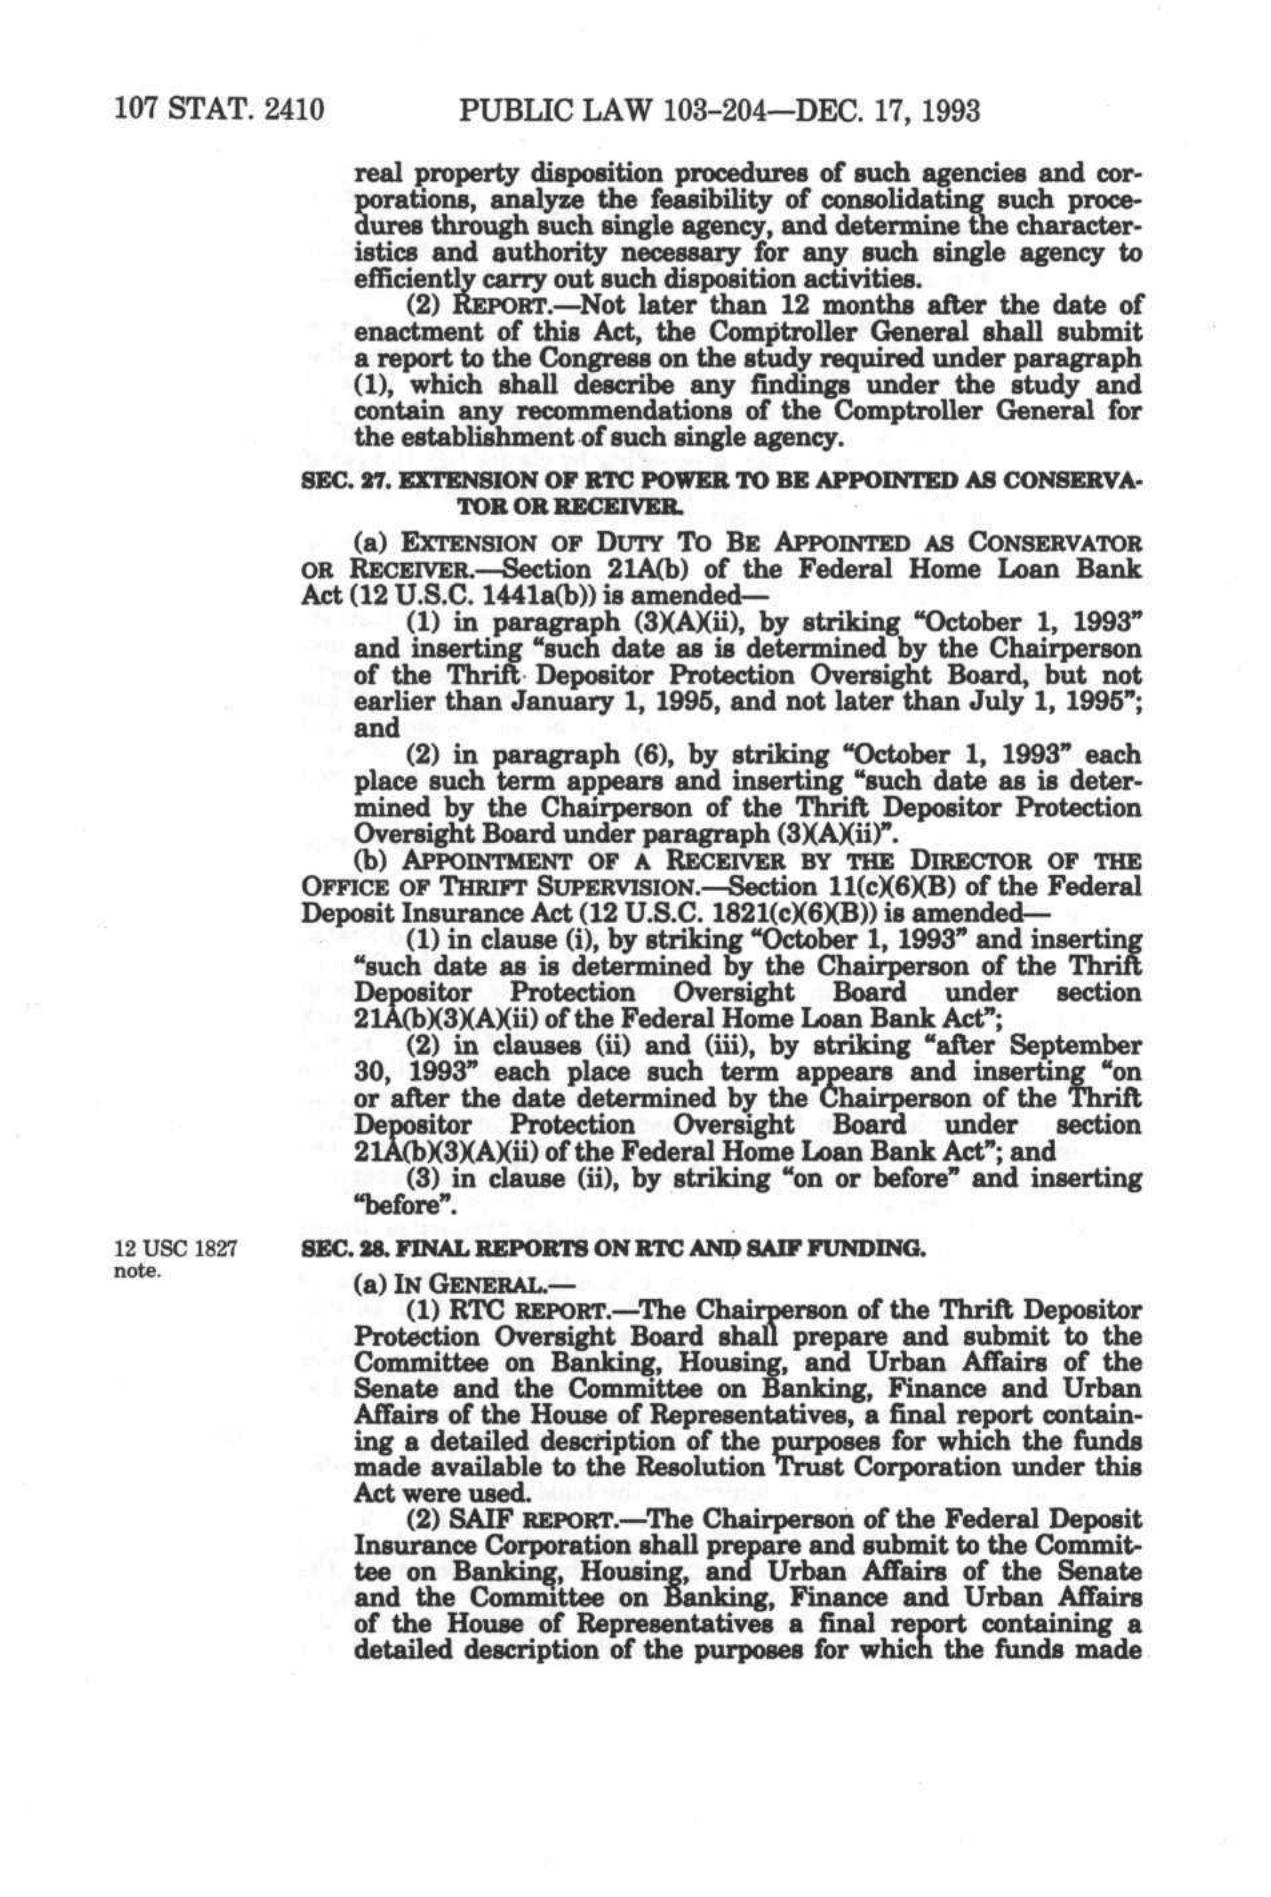 107 STAT. 2410 PUBLIC LAW 103–204—DEC. 17, 1993
real property disposition procedures of such agencies and cor-
porations, analyze the feasibility of consolidating such proce-
dures through such single agency, and determine the character-
istics and authority necessary for any such single agency to
efficiently carry out such disposition activities.
(2) REPORT.—Not later than 12 months after the date of
enactment of this Act, the Comptroller General shall submit
a report to the Congress on the study required under paragraph
(1), which shall describe any findings under the study and
contain any recommendations of the Comptroller General for
the establishment of such single agency.
SEC. 27. EXTENSION OF RTC POWER TO BE APPOINTED AS CONSERVA-
TOR OR RECEIVER.
(a) EXTENSION OF DUTY TO BE APPOINTED AS CONSERVATOR
OR RECEIVER.—Section 21A(b) of the Federal Home Loan Bank
Act (12 U.S.C. 1441a(b)) is amended—
(1) in paragraph (3)(A)(ii), by striking “October 1, 1993”
and inserting “such date as is determined by the Chairperson
of the Thrift Depositor Protection Oversight Board, but not
earlier than January 1, 1995, and not later than July 1, 1995”;
and
(2) in paragraph (6), by striking “October 1, 1993” each
place such term appears and inserting “such date as is deter-
mined by the Chairperson of the Thrift Depositor Protection
Oversight Board under paragraph (3)(A)(ii)”.
(b) APPOINTMENT OF A RECEIVER BY THE DIRECTOR OF THE
OFFICE OF THRIFT SUPERVISION.—Section 11(c)(6)(B) of the Federal
Deposit Insurance Act (12 U.S.C. 1821(c)(6)(B)) is amended—
(1) in clause (i), by striking “October 1, 1993” and inserting
“such date as is determined by the Chairperson of the Thrift
Depositor Protection Oversight Board under section
21A(b)(3)(A)(ii) of the Federal Home Loan Bank Act”;
(2) in clauses (ii) and (iii), by striking “after September
30, 1993” each place such term appears and inserting “on
or after the date determined by the Chairperson of the Thrift
Depositor Protection Oversight Board under section
21A(b)(3)(A)(ii) of the Federal Home Loan Bank Act”; and
(3) in clause (ii), by striking “on or before” and inserting
“before”.
12 USC 1827
note.
SEC. 28. FINAL REPORTS ON RTC AND SAIF FUNDING.
(a) IN GENERAL.—
(1) RTC REPORT.—The Chairperson of the Thrift Depositor
Protection Oversight Board shall prepare and submit to the
Committee on Banking, Housing, and Urban Affairs of the
Senate and the Committee on Banking, Finance and Urban
Affairs of the House of Representatives, a final report contain-
ing a detailed description of the purposes for which the funds
made available to the Resolution Trust Corporation under this
Act were used.
(2) SAIF REPORT.—The Chairperson of the Federal Deposit
Insurance Corporation shall prepare and submit to the Commit-
tee on Banking, Housing, and Urban Affairs of the Senate
and the Committee on Banking, Finance and Urban Affairs
of the House of Representatives a final report containing a
detailed description of the purposes for which the funds made